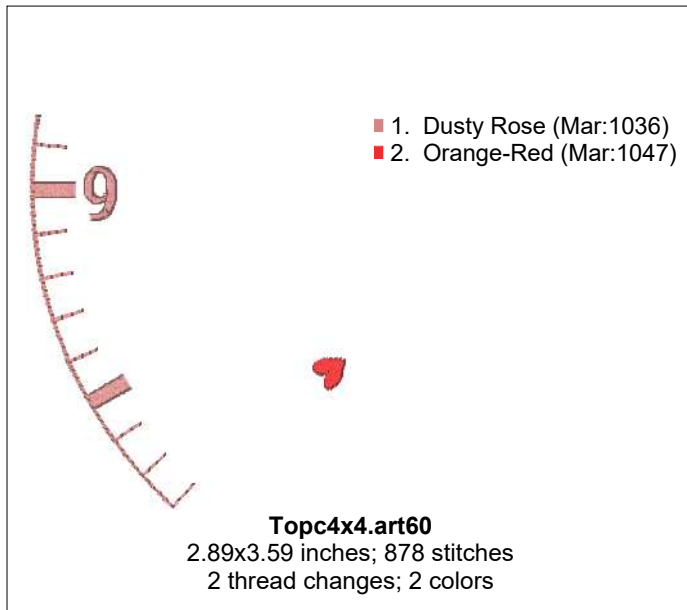 1. Dusty Rose (Mar:1036)
2. Orange-Red (Mar:1047)
9
Topc4x4.art60
2.89x3.59 inches; 878 stitches
2 thread changes; 2 colors